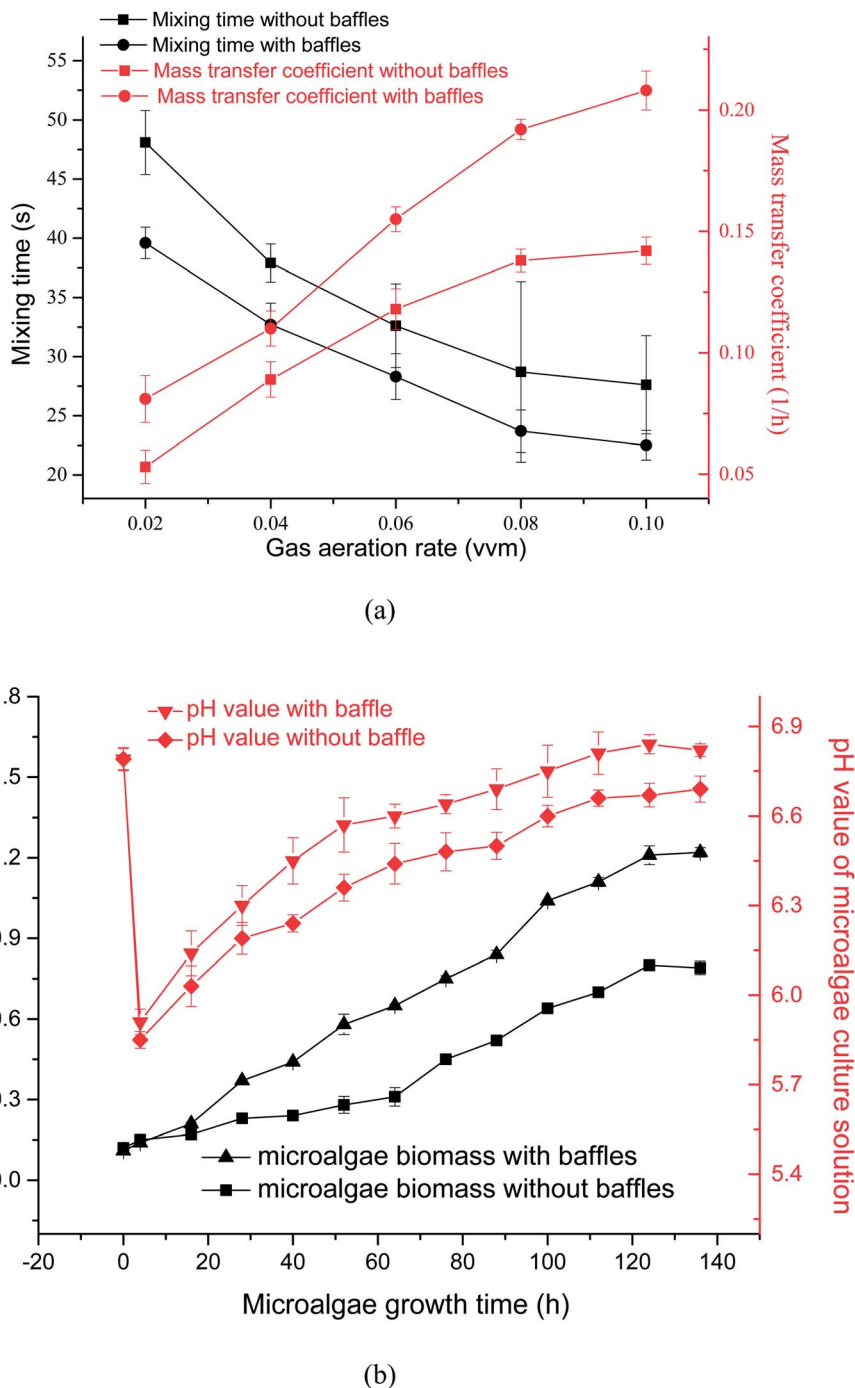 Mixing time without baffles
Mixing time with baffles
Mass transfer coefficient without baffles
Mass transfer coefficient with baffles
55
50
45
40
35
30
25
20
Mixing time (s)
0.20
0.15
0.10
0.05
Mass transfer coefficient (1/h)
0.02 0.04 0.06 0.08 0.10
Gas aeration rate (vvm)
(a)
pH value with baffle
pH value without baffle
.8
.5
.2
0.9
0.6
0.3
0.0
6.9
6.6
6.3
6.0
5.7
5.4
pH value of microalgae culture solution
microalgae biomass with baffles
microalgae biomass without baffles
-20 0 20 40 60 80 100 120 140
Microalgae growth time (h)
(b)